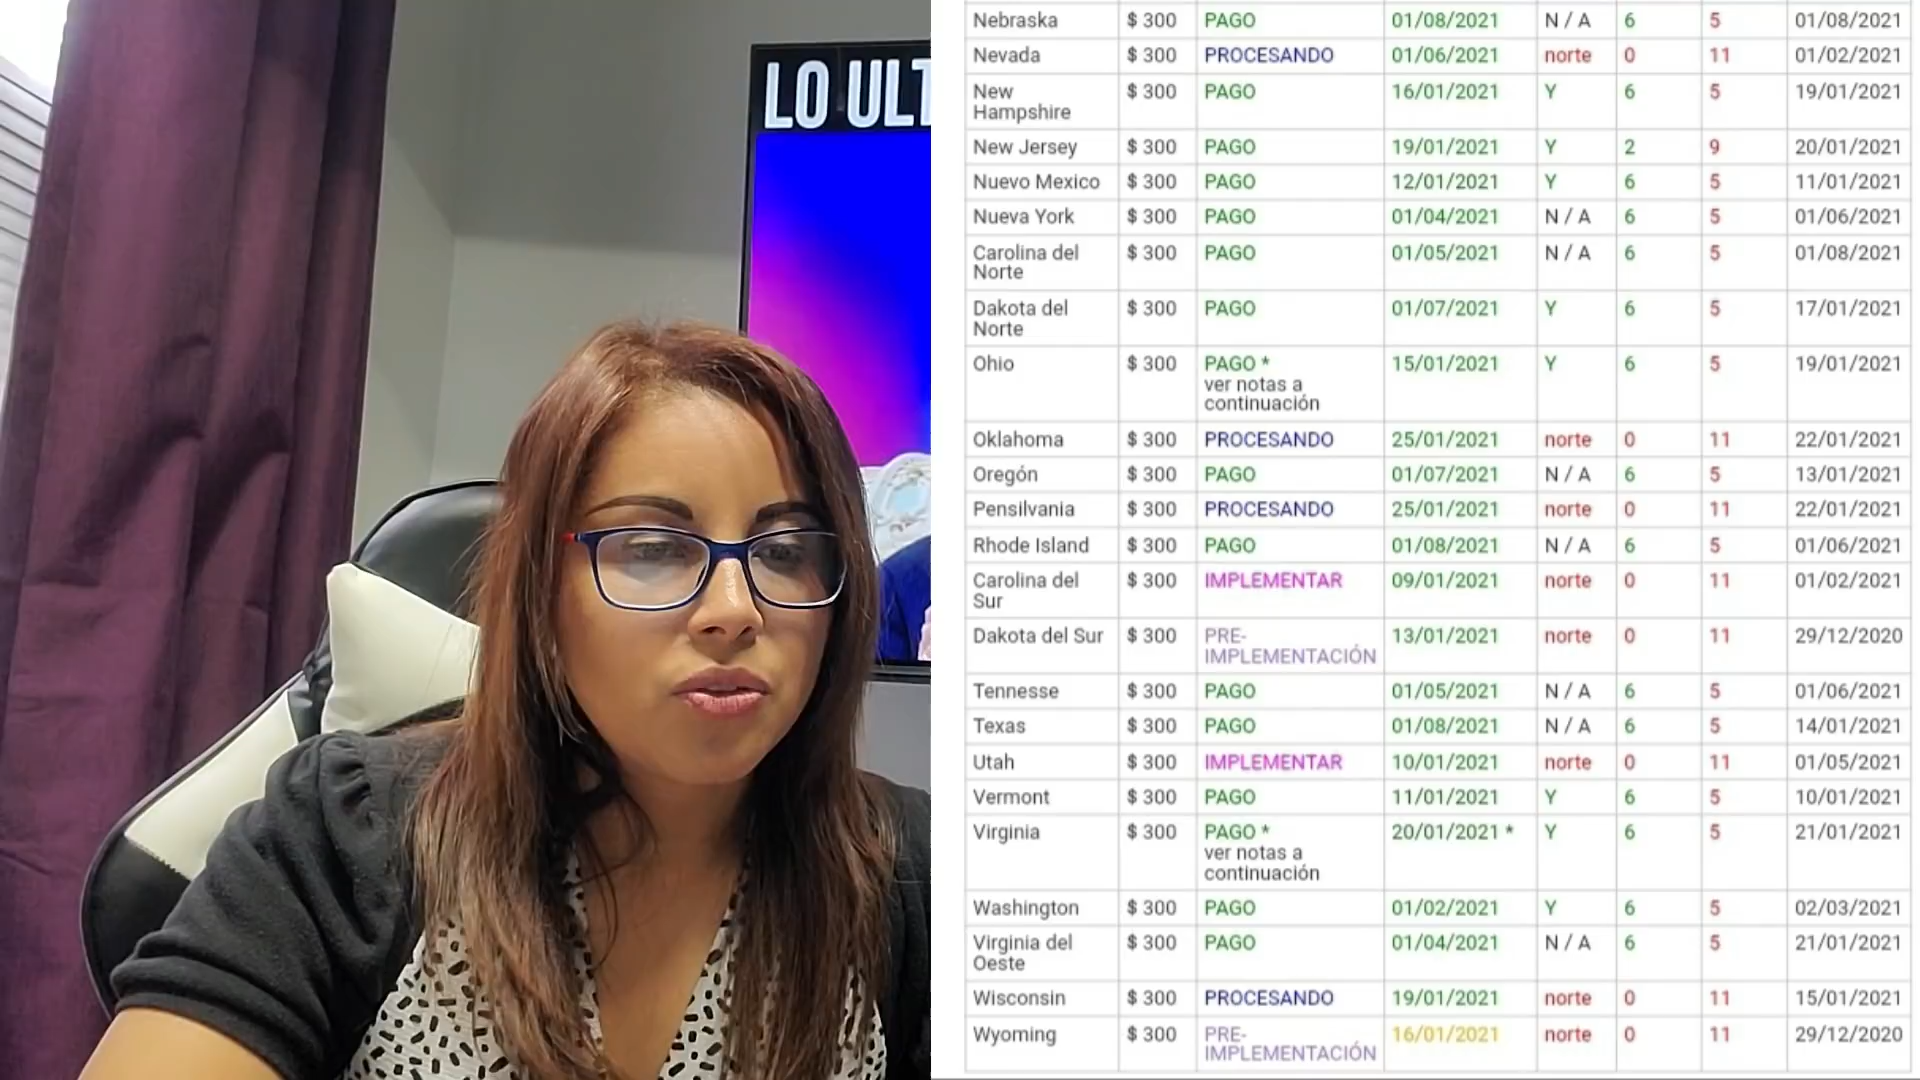 LO ULT
Nebraska $ 300 PAGO 01/08/2021 N / A 6 5 01/08/2021
Nevada $ 300 PROCESANDO 01/06/2021 norte 0 11 01/02/2021
New $ 300 PAGO 16/01/2021 Y 6 5 19/01/2021
Hampshire
New Jersey $ 300 PAGO 19/01/2021 Y 2 9 20/01/2021
Nuevo Mexico $ 300 PAGO 12/01/2021 Y 6 5 11/01/2021
Nueva York $ 300 PAGO 01/04/2021 N / A 6 5 01/06/2021
Carolina del $ 300 PAGO 01/05/2021 N / A 6 5 01/08/2021
Norte
Dakota del $ 300 PAGO 01/07/2021 Y 6 5 17/01/2021
Norte
Ohio $ 300 PAGO * 15/01/2021 Y 6 5 19/01/2021
ver notas a
continuación
Oklahoma $ 300 PROCESANDO 25/01/2021 norte 0 11 22/01/2021
Oregón $ 300 PAGO 01/07/2021 N / A 6 5 13/01/2021
Pensilvania $ 300 PROCESANDO 25/01/2021 norte 0 11 22/01/2021
Rhode Island $ 300 PAGO 01/08/2021 N / A 6 5 01/06/2021
Carolina del $ 300 IMPLEMENTAR 09/01/2021 norte 0 11 01/02/2021
Sur
Dakota del Sur $ 300 PRE- 13/01/2021 norte 0 11 29/12/2020
IMPLEMENTACIÓN
Tennesse $ 300 PAGO 01/05/2021 N / A 6 5 01/06/2021
Texas $ 300 PAGO 01/08/2021 N / A 6 5 14/01/2021
Utah $ 300 IMPLEMENTAR 10/01/2021 norte 0 11 01/05/2021
Vermont $ 300 PAGO 11/01/2021 Y 6 5 10/01/2021
Virginia $ 300 PAGO * 20/01/2021 * Y 6 5 21/01/2021
ver notas a
continuación
Washington $ 300 PAGO 01/02/2021 Y 6 5 02/03/2021
Virginia del $ 300 PAGO 01/04/2021 N / A 6 5 21/01/2021
Oeste
Wisconsin $ 300 PROCESANDO 19/01/2021 norte 0 11 15/01/2021
Wyoming $ 300 PRE- 16/01/2021 norte 0 11 29/12/2020
IMPLEMENTACIÓN